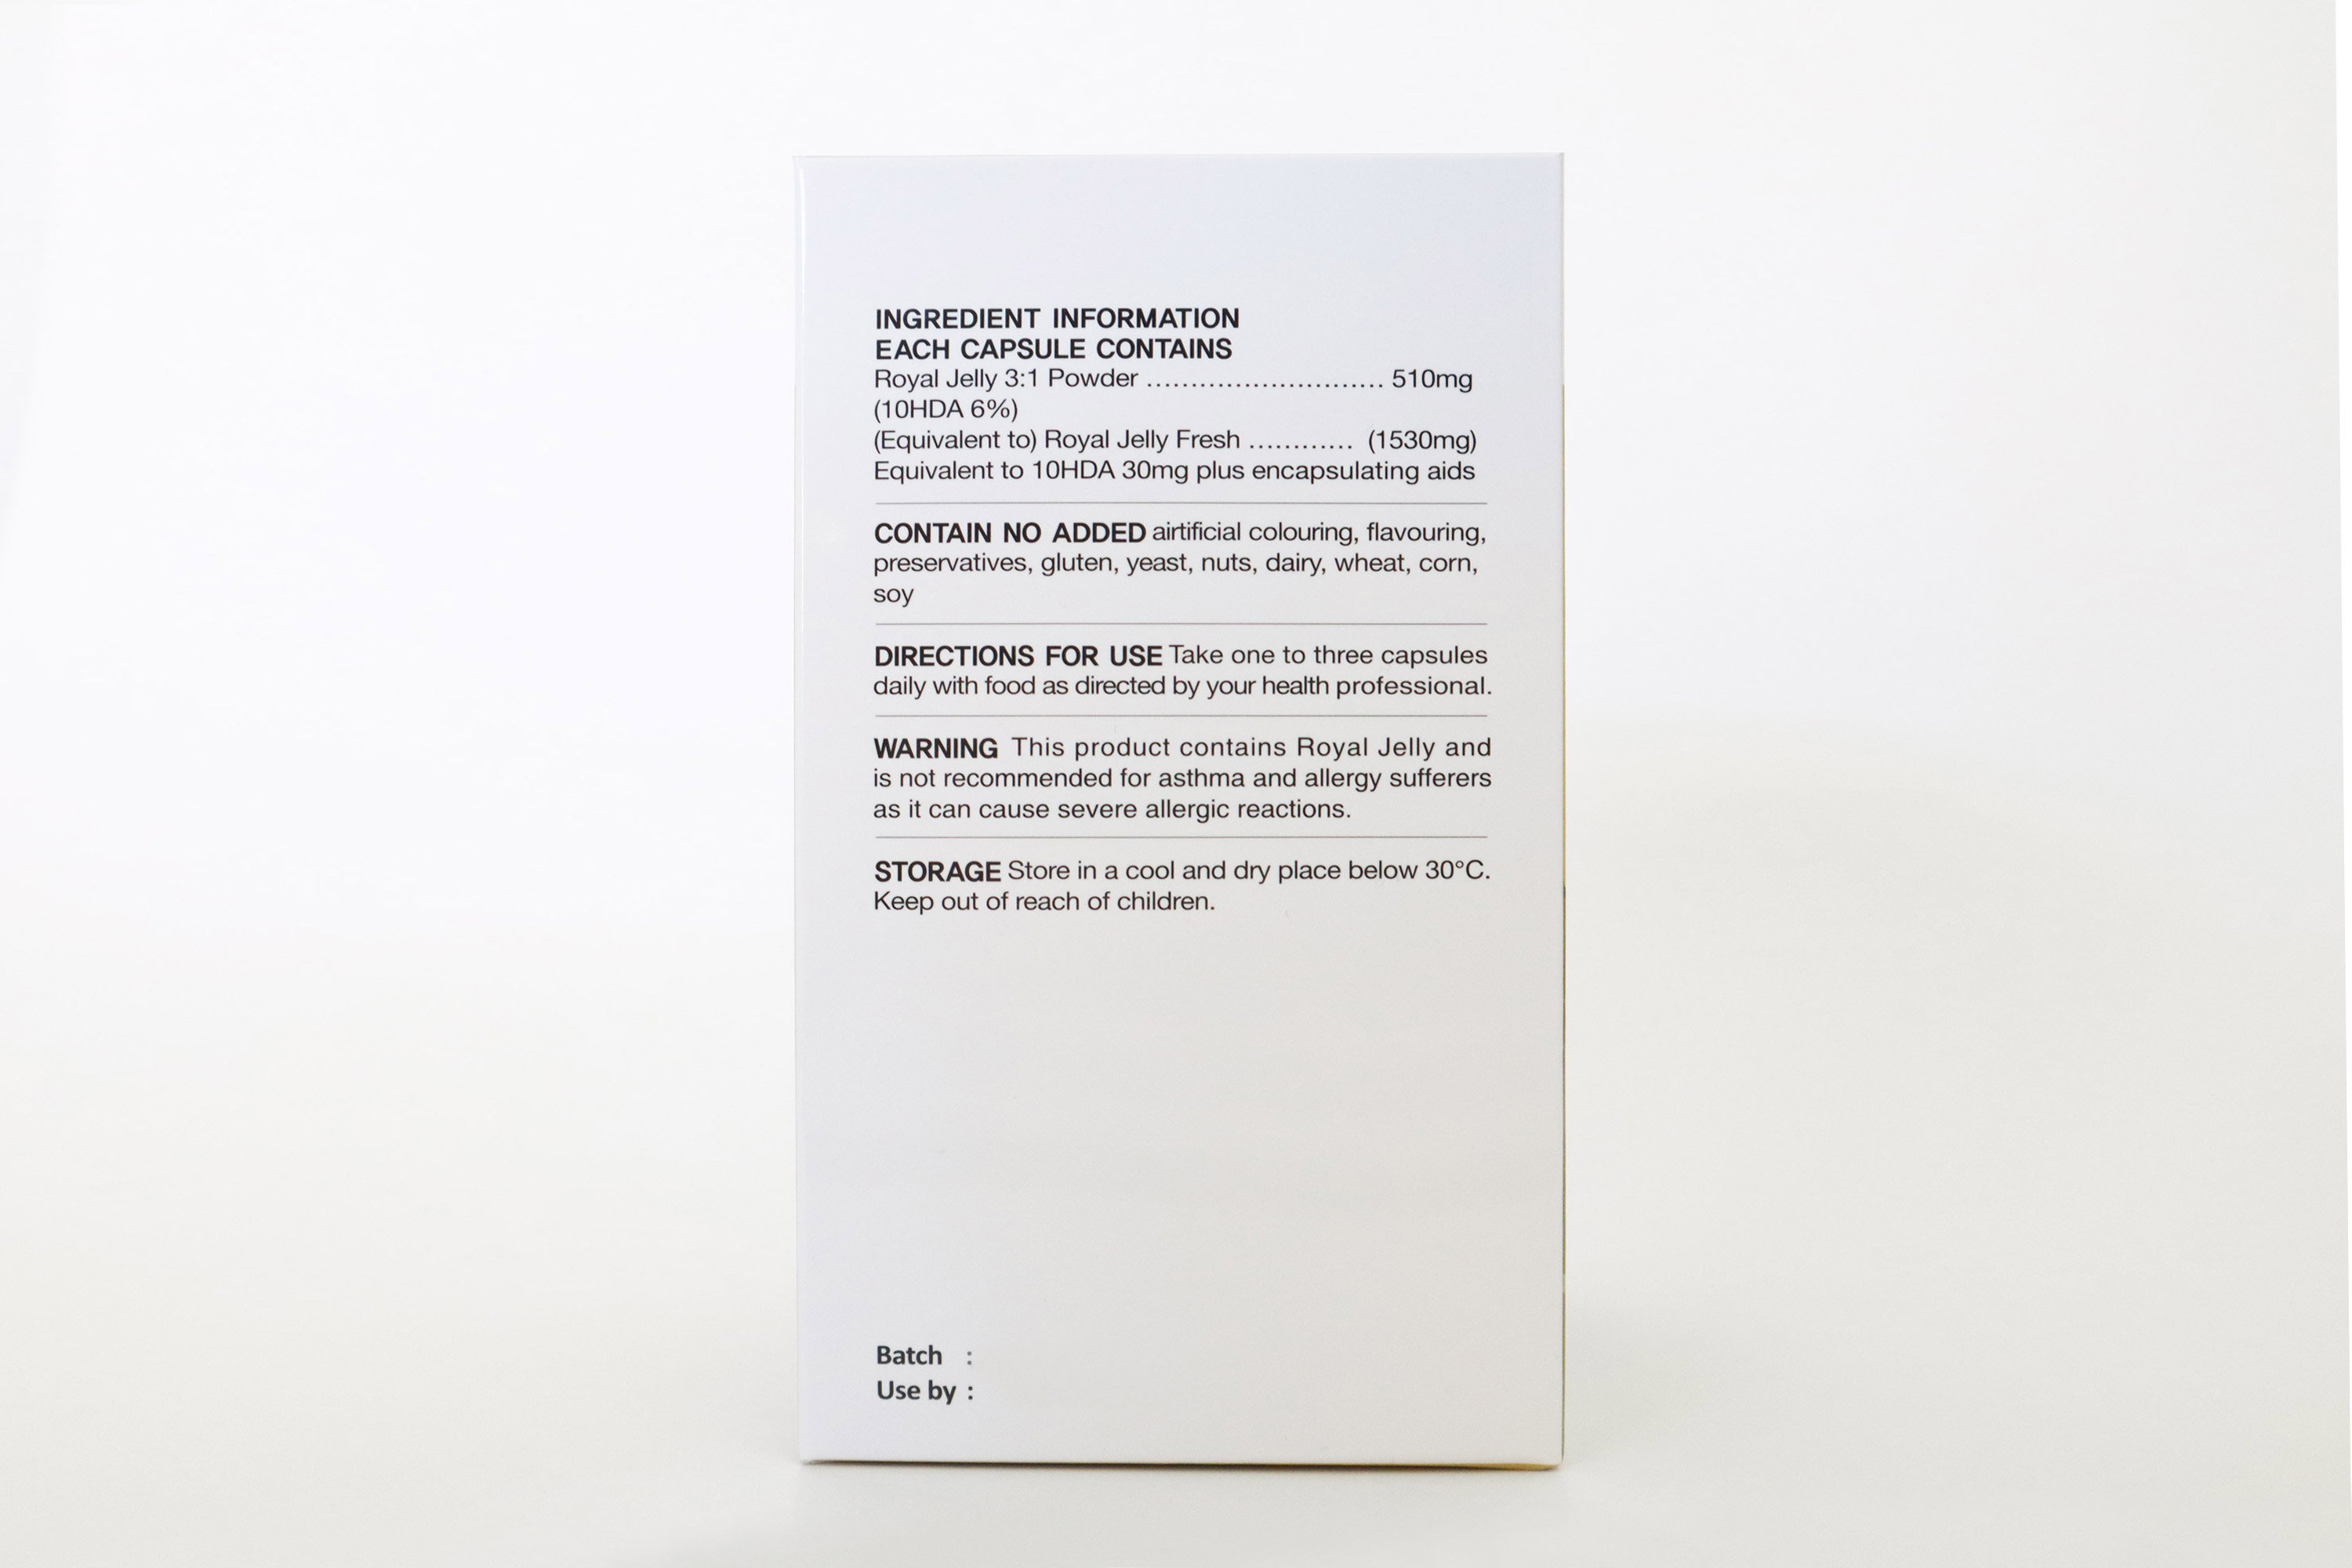 INGREDIENT INFORMATION
EACH CAPSULE CONTAINS
Royal Jelly 3:1 Powder ........................... 510mg
(10HDA 6%)
(Equivalent to) Royal Jelly Fresh ............ (1530mg)
Equivalent to 10HDA 30mg plus encapsulating aids
CONTAIN NO ADDED airtificial colouring, flavouring,
preservatives, gluten, yeast, nuts, dairy, wheat, corn,
soy
DIRECTIONS FOR USE Take one to three capsules
daily with food as directed by your health professional.
WARNING This product contains Royal Jelly and
is not recommended for asthma and allergy sufferers
as it can cause severe allergic reactions.
STORAGE Store in a cool and dry place below 30°C.
Keep out of reach of children.
Batch :
Use by :